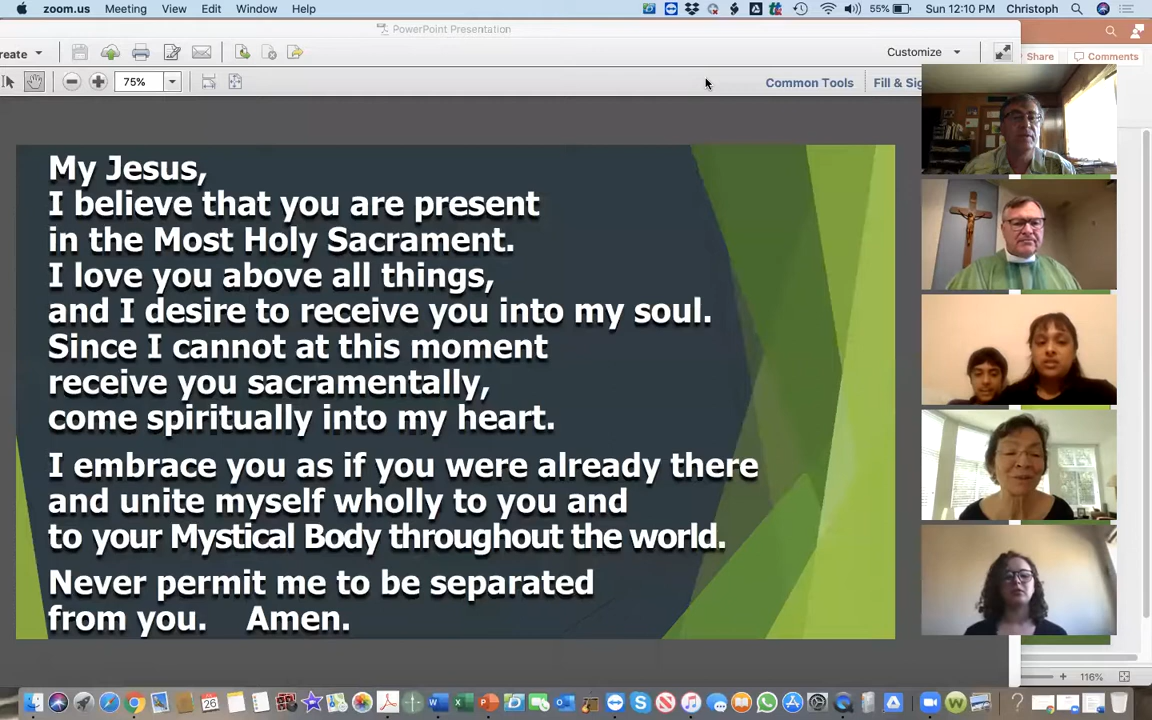 zoom.us Meeting View Edit Window Help 55% Sun 12:10 PM Christoph
PowerPoint Presentation
reate Customize Share Comments
75% Common Tools Fill & Sig
My Jesus,
I believe that you are present
in the Most Holy Sacrament.
I love you above all things,
and I desire to receive you into my soul.
Since I cannot at this moment
receive you sacramentally,
come spiritually into my heart.
I embrace you as if you were already there
and unite myself wholly to you and
to your Mystical Body throughout the world.
Never permit me to be separated
from you. Amen.
116%
26